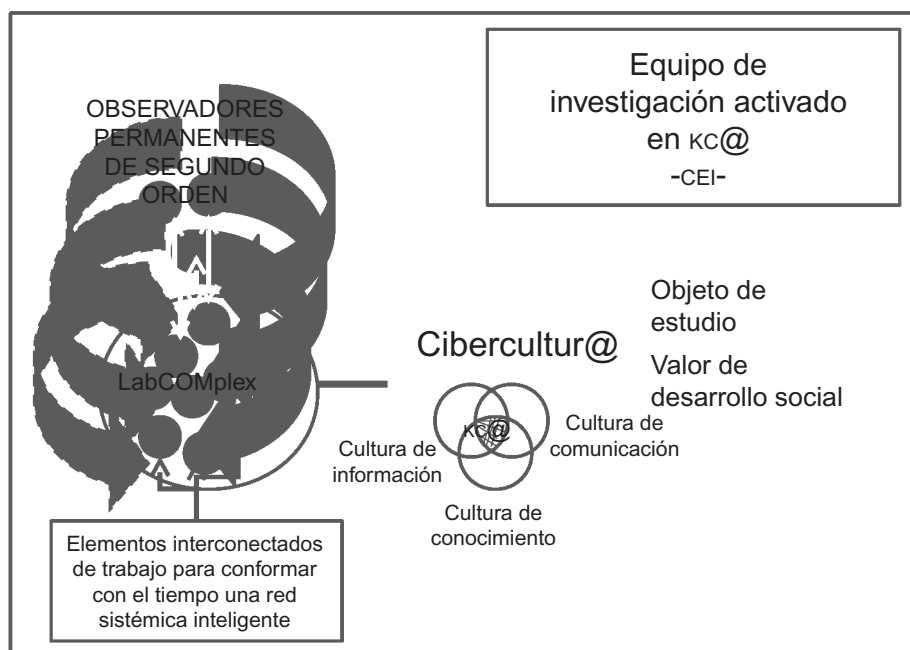 Equipo de
investigación activado
en KC@
-CEI-
OBSERVADORES
PERMANENTES
DE SEGUNDO
ORDEN
LabCOMplex
Cibercultur@
Objeto de
estudio
Valor de
desarrollo social
KC@
Cultura de
información
Cultura de
comunicación
Cultura de
conocimiento
Elementos interconectados
de trabajo para conformar
con el tiempo una red
sistémica inteligente